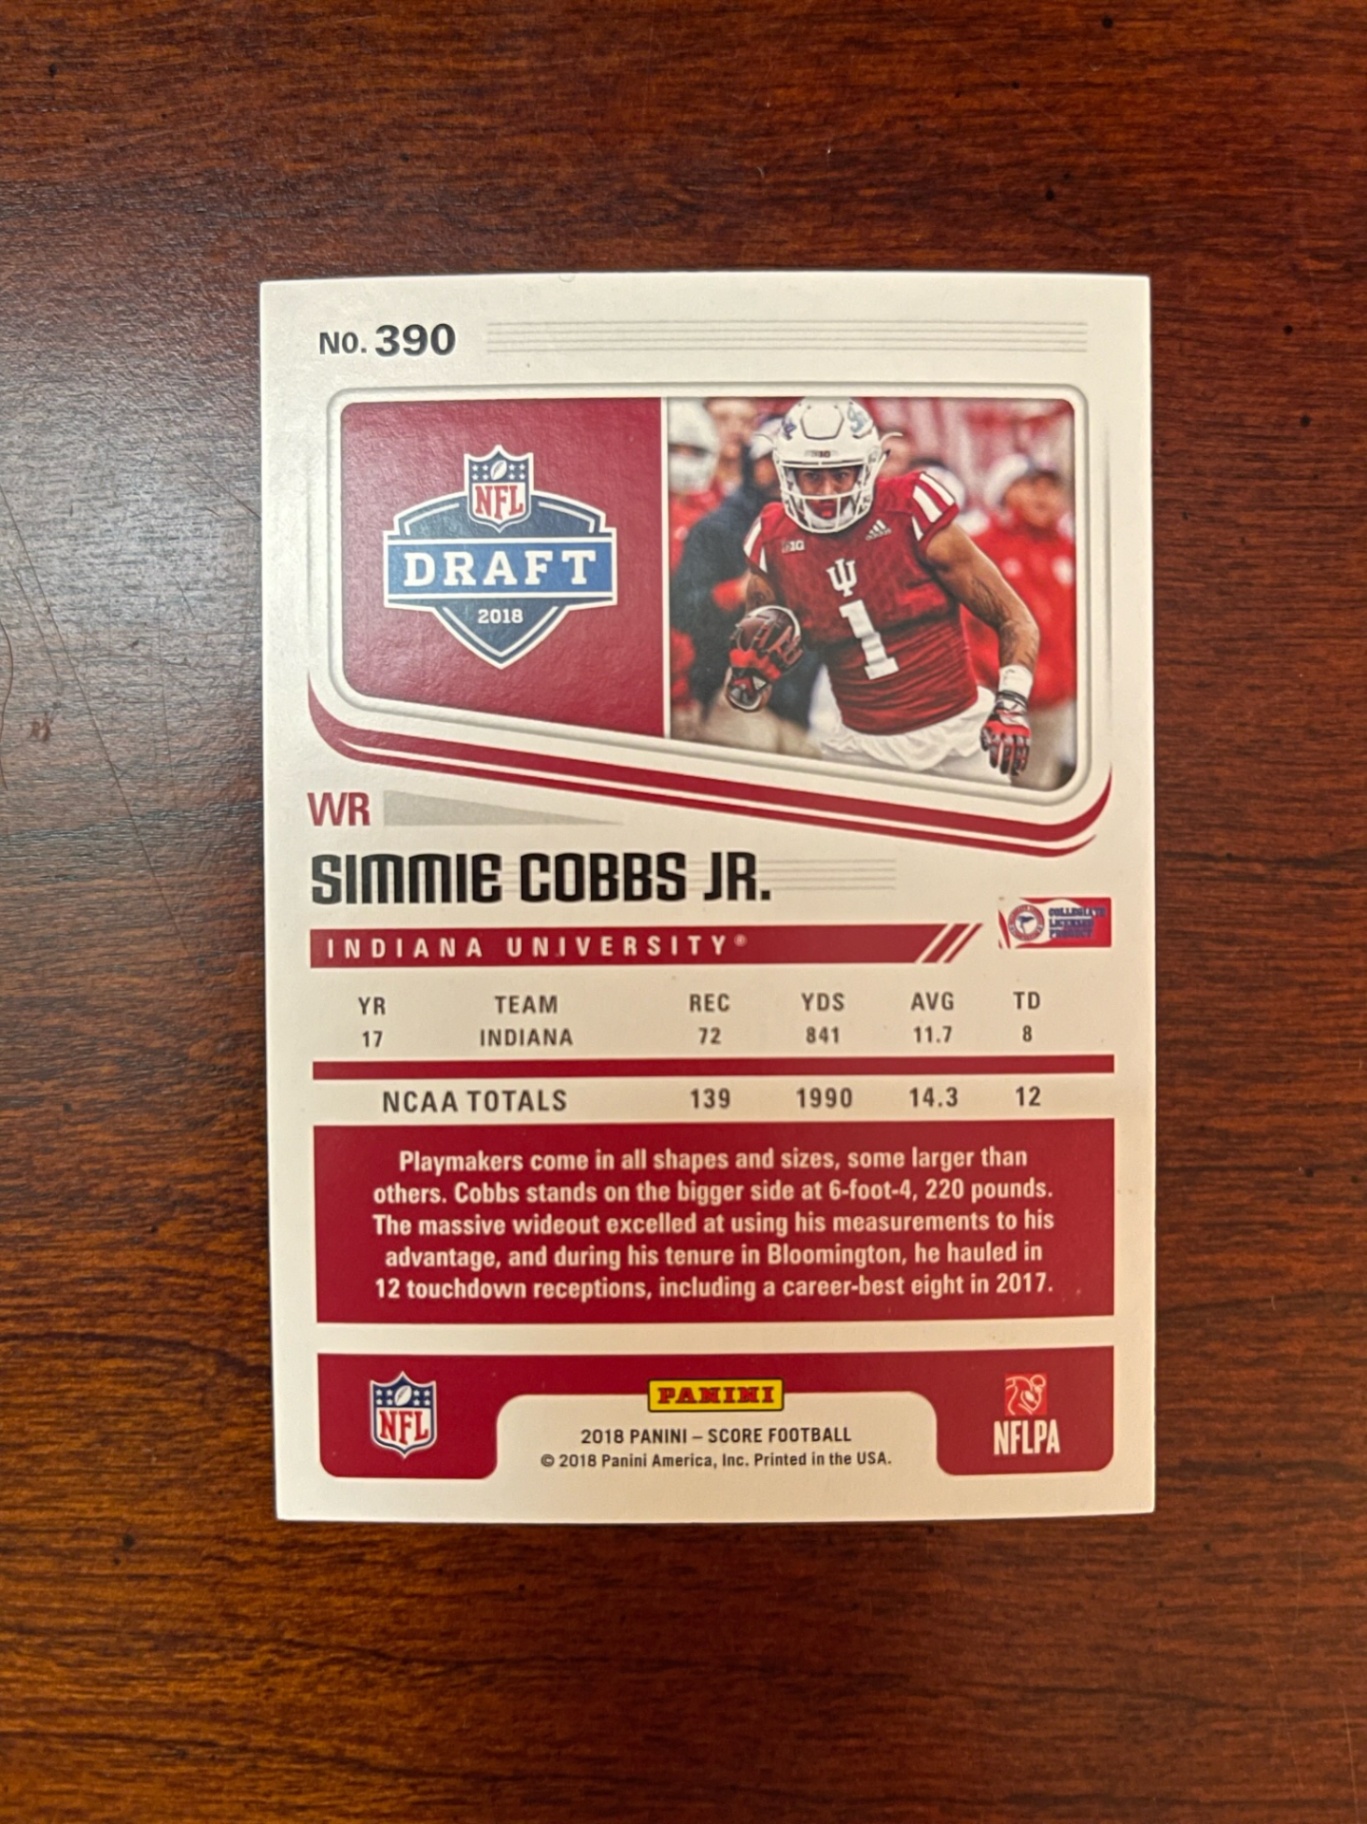 NO. 390
NFL
DRAFT
2018
B1G
adidas
1
WR
SIMMIE COBBS JR.
COLLEGIATE
LICENSED
PRODUCT
INDIANA UNIVERSITY®
YR TEAM REC YDS AVG TD
17 INDIANA 72 841 11.7 8
NCAA TOTALS 139 1990 14.3 12
Playmakers come in all shapes and sizes, some larger than
others. Cobbs stands on the bigger side at 6-foot-4, 220 pounds.
The massive wideout excelled at using his measurements to his
advantage, and during his tenure in Bloomington, he hauled in
12 touchdown receptions, including a career-best eight in 2017.
NFL
PANINI
2018 PANINI – SCORE FOOTBALL
© 2018 Panini America, Inc. Printed in the USA.
NFLPA